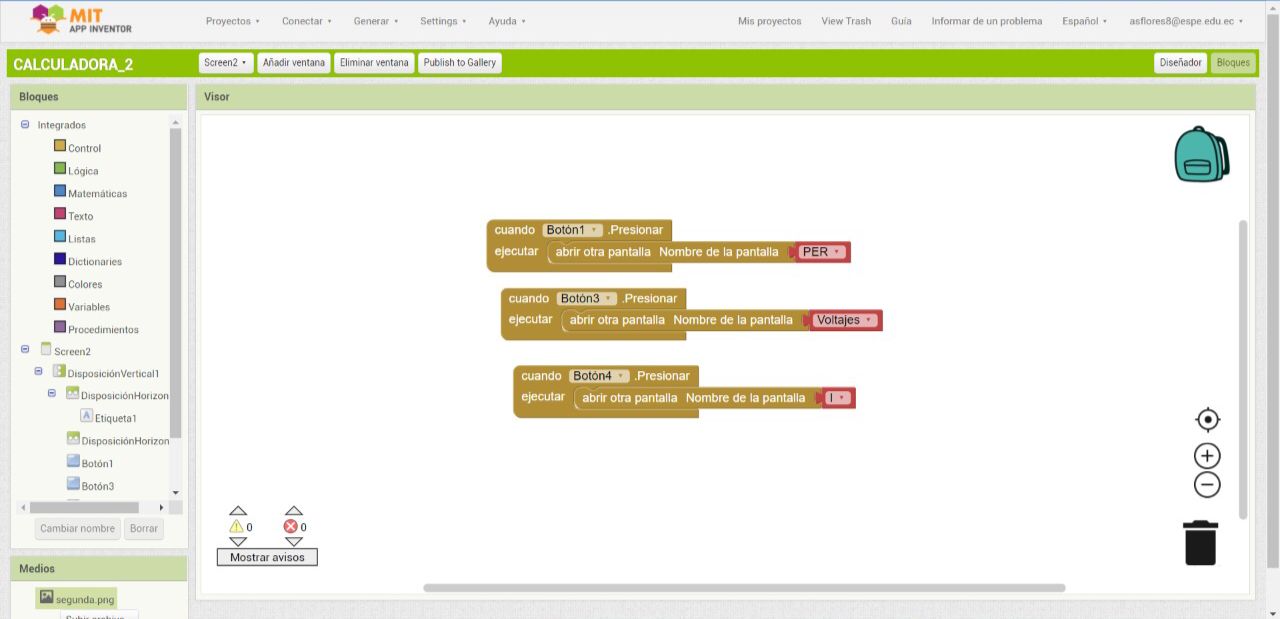 MIT
APP INVENTOR
Proyectos Conectar Generar Settings Ayuda Mis proyectos View Trash Guía Informar de un problema Español asflores8@espe.edu.ec
CALCULADORA_2
Screen2 Añadir ventana Eliminar ventana Publish to Gallery Diseñador Bloques
Bloques
Integrados
Control
Lógica
Matemáticas
Texto
Listas
Dictionaries
Colores
Variables
Procedimientos
Screen2
DisposiciónVertical1
DisposiciónHorizon
A Etiqueta1
DisposiciónHorizon
Botón1
Botón3
Cambiar nombre Borrar
Medios
segunda.png
Subir archivo
Visor
cuando Botón1 .Presionar
ejecutar abrir otra pantalla Nombre de la pantalla PER
cuando Botón3 .Presionar
ejecutar abrir otra pantalla Nombre de la pantalla Voltajes
cuando Botón4 .Presionar
ejecutar abrir otra pantalla Nombre de la pantalla I
0 0
Mostrar avisos